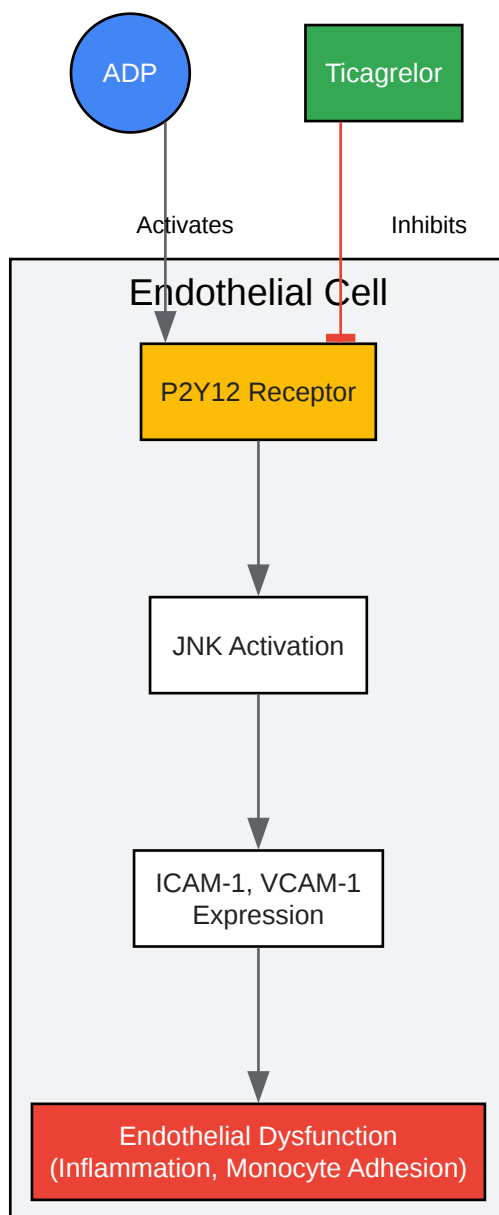 ADP
Ticagrelor
Activates
Inhibits
Endothelial Cell
P2Y12 Receptor
JNK Activation
ICAM-1, VCAM-1
Expression
Endothelial Dysfunction
(Inflammation, Monocyte Adhesion)